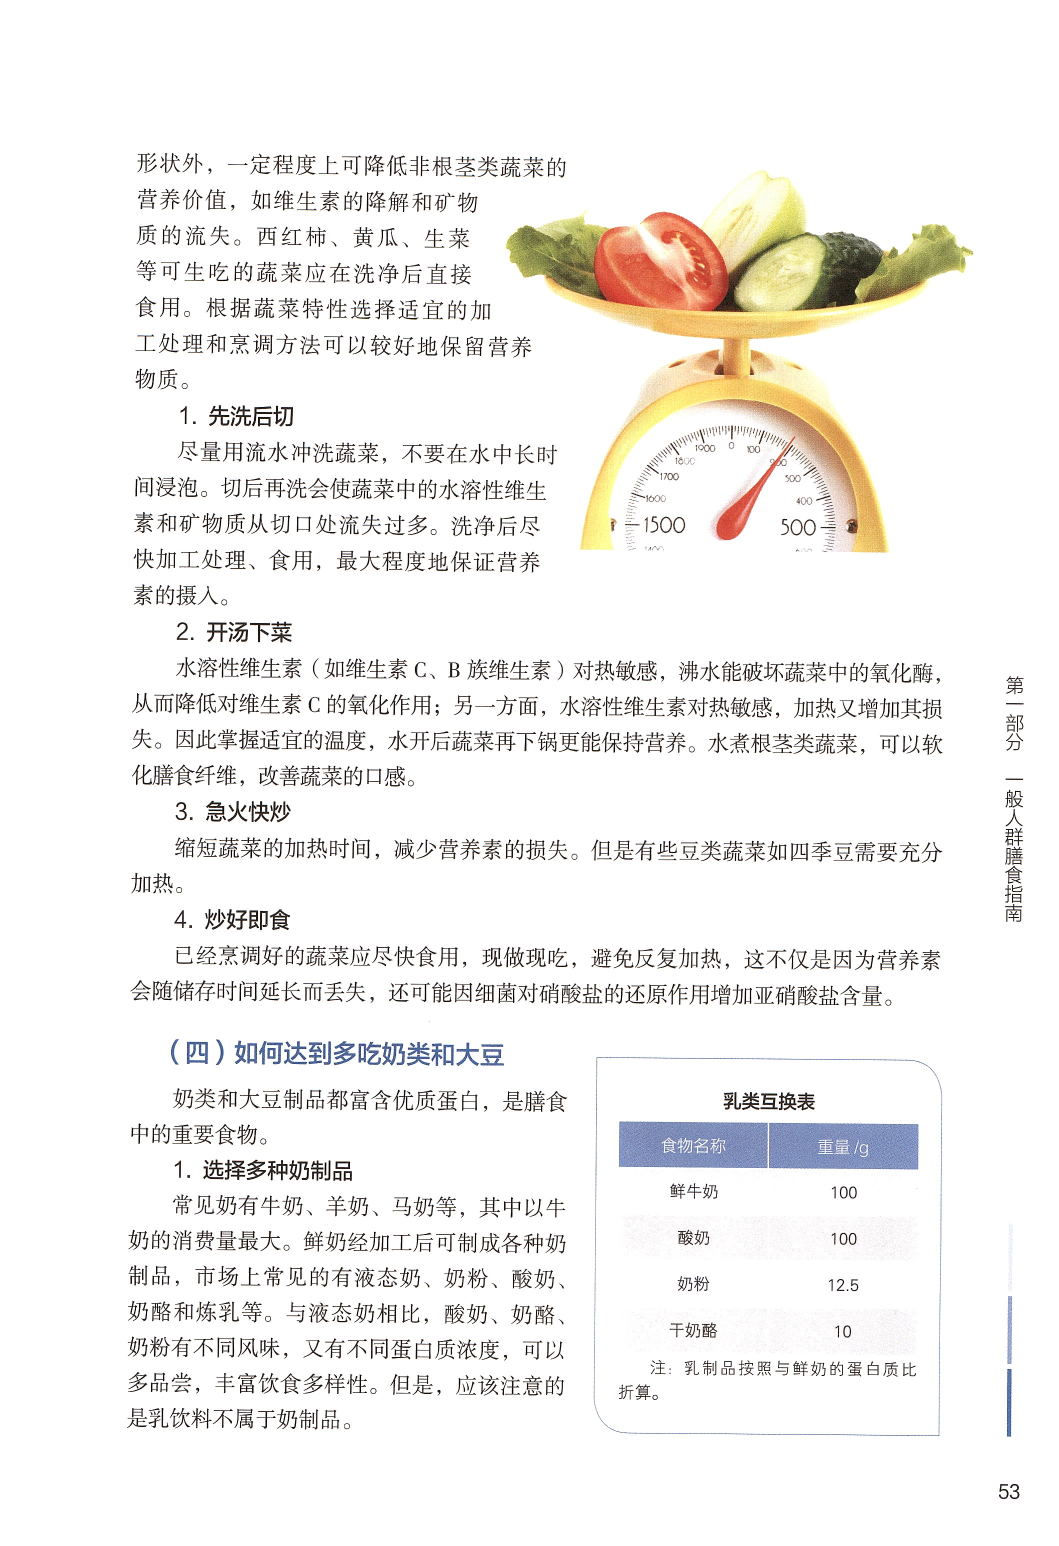 形状外，一定程度上可降低非根茎类蔬菜的
营养价值，如维生素的降解和矿物
质的流失。西红柿、黄瓜、生菜
等可生吃的蔬菜应在洗净后直接
食用。根据蔬菜特性选择适宜的加
工处理和烹调方法可以较好地保留营养
物质。
1. 先洗后切
尽量用流水冲洗蔬菜，不要在水中长时
间浸泡。切后再洗会使蔬菜中的水溶性维生
素和矿物质从切口处流失过多。洗净后尽
快加工处理、食用，最大程度地保证营养
素的摄入。
1900 0 100
1800
1700 300
1600 400
1500 500
2. 开汤下菜
水溶性维生素（如维生素 C、B 族维生素）对热敏感，沸水能破坏蔬菜中的氧化酶，
从而降低对维生素 C 的氧化作用；另一方面，水溶性维生素对热敏感，加热又增加其损
失。因此掌握适宜的温度，水开后蔬菜再下锅更能保持营养。水煮根茎类蔬菜，可以软
化膳食纤维，改善蔬菜的口感。
3. 急火快炒
缩短蔬菜的加热时间，减少营养素的损失。但是有些豆类蔬菜如四季豆需要充分
加热。
4. 炒好即食
已经烹调好的蔬菜应尽快食用，现做现吃，避免反复加热，这不仅是因为营养素
会随储存时间延长而丢失，还可能因细菌对硝酸盐的还原作用增加亚硝酸盐含量。
（四）如何达到多吃奶类和大豆
奶类和大豆制品都富含优质蛋白，是膳食
中的重要食物。
1. 选择多种奶制品
常见奶有牛奶、羊奶、马奶等，其中以牛
奶的消费量最大。鲜奶经加工后可制成各种奶
制品，市场上常见的有液态奶、奶粉、酸奶、
奶酪和炼乳等。与液态奶相比，酸奶、奶酪、
奶粉有不同风味，又有不同蛋白质浓度，可以
多品尝，丰富饮食多样性。但是，应该注意的
是乳饮料不属于奶制品。
乳类互换表
食物名称 重量 /g
鲜牛奶 100
酸奶 100
奶粉 12.5
干奶酪 10
注：乳制品按照与鲜奶的蛋白质比
折算。
第一部分 一般人群膳食指南
53